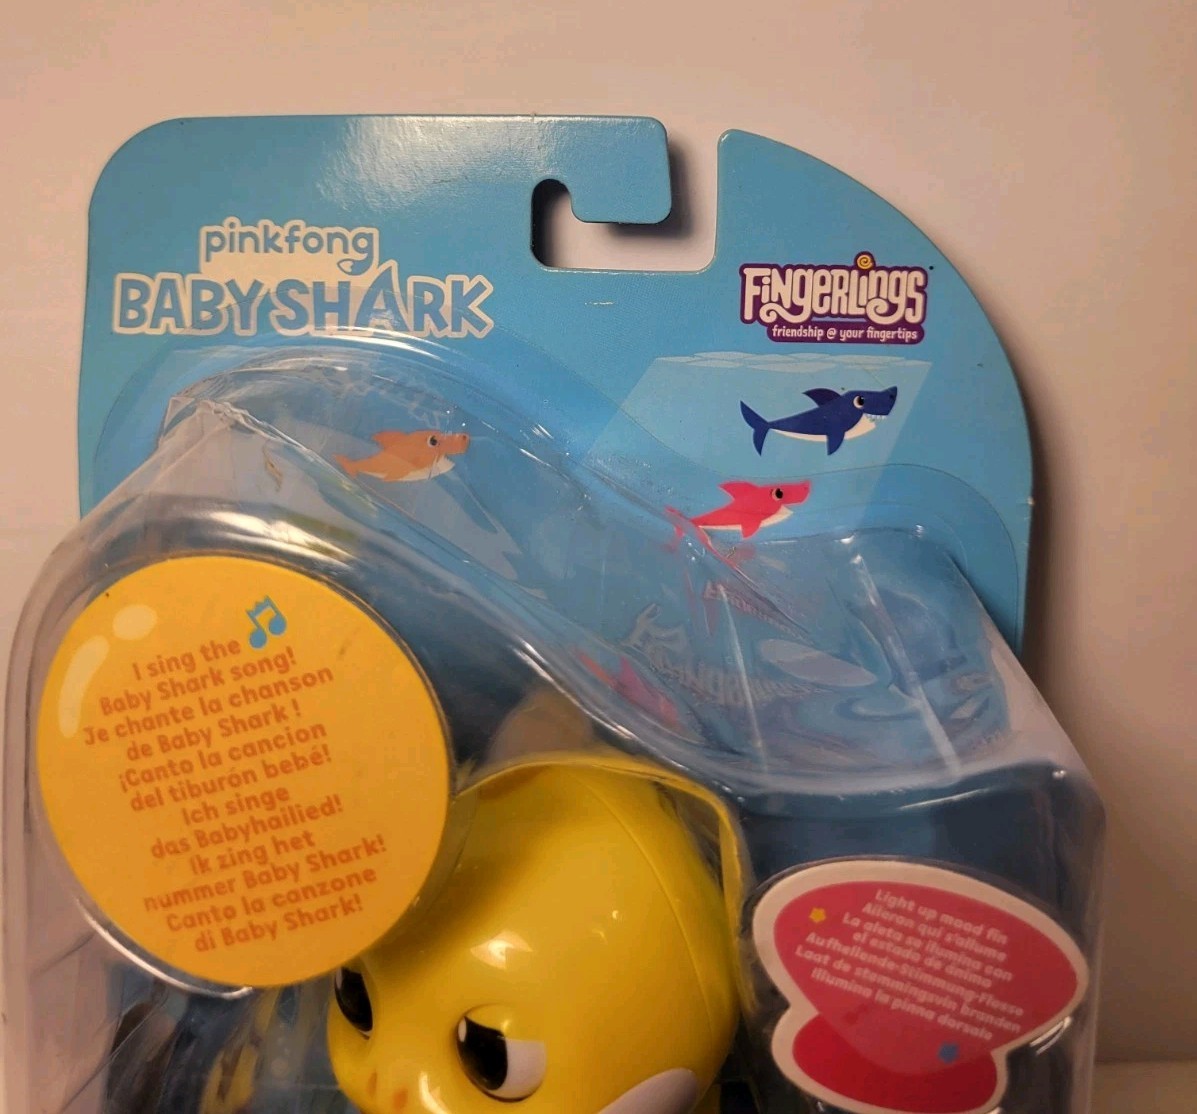 pinkfong
BABY SHARK
FiNGERLiNGS
friendship @ your fingertips
I sing the
Baby Shark song!
Je chante la chanson
de Baby Shark !
¡Canto la cancion
del tiburón bebé!
Ich singe
das Babyhailied!
Ik zing het
nummer Baby Shark!
Canto la canzone
di Baby Shark!
Light up mood fin
Aileron qui s'allume
La aleta se ilumina con
el estado de ánimo
Aufhellende-Stimmung-Flosse
Laat de stemmingsvin branden
Illumina la pinna dorsale